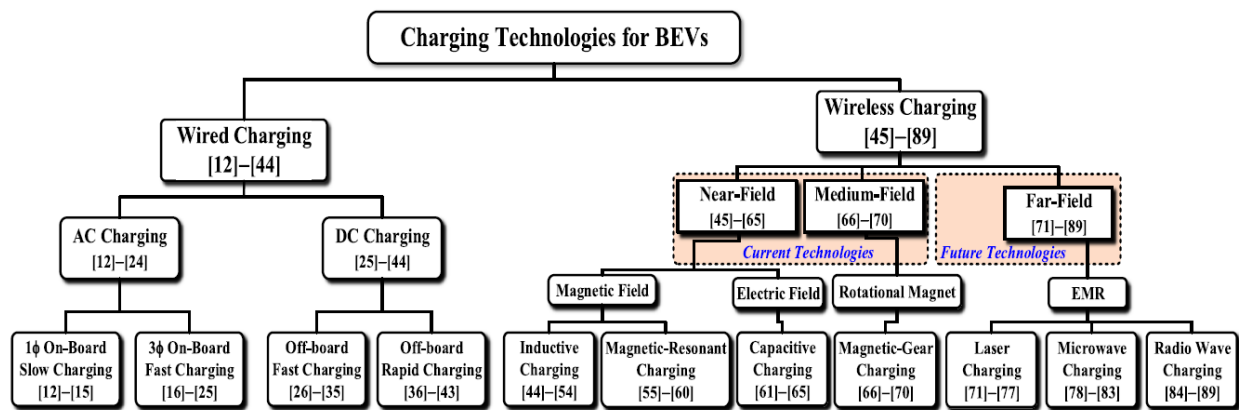 Charging Technologies for BEVs
Wired Charging
[12]–[44]
Wireless Charging
[45]–[89]
AC Charging
[12]–[24]
DC Charging
[25]–[44]
Near-Field
[45]–[65]
Medium-Field
[66]–[70]
Far-Field
[71]–[89]
Current Technologies
Future Technologies
Magnetic Field
Electric Field
Rotational Magnet
EMR
1ϕ On-Board
Slow Charging
[12]–[15]
3ϕ On-Board
Fast Charging
[16]–[25]
Off-board
Fast Charging
[26]–[35]
Off-board
Rapid Charging
[36]–[43]
Inductive
Charging
[44]–[54]
Magnetic-Resonant
Charging
[55]–[60]
Capacitive
Charging
[61]–[65]
Magnetic-Gear
Charging
[66]–[70]
Laser
Charging
[71]–[77]
Microwave
Charging
[78]–[83]
Radio Wave
Charging
[84]–[89]